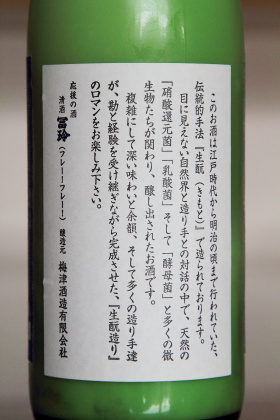 このお酒は江戸時代から明治の頃まで行われていた、
伝統的手法『生酛（きもと）』で造られております。
目に見えない自然界と造り手との対話の中で、天然の
「硝酸還元菌」「乳酸菌」そして「酵母菌」と多くの微
生物たちが関わり、醸し出されたお酒です。
複雑にして深い味わいと余韻、そして多くの造り手達
が、勘と経験を受け継ぎながら完成させた、『生酛造り』
のロマンをお楽しみ下さい。
応援の酒
清酒 冨玲（フレー！フレー） 醸造元 梅津酒造有限会社